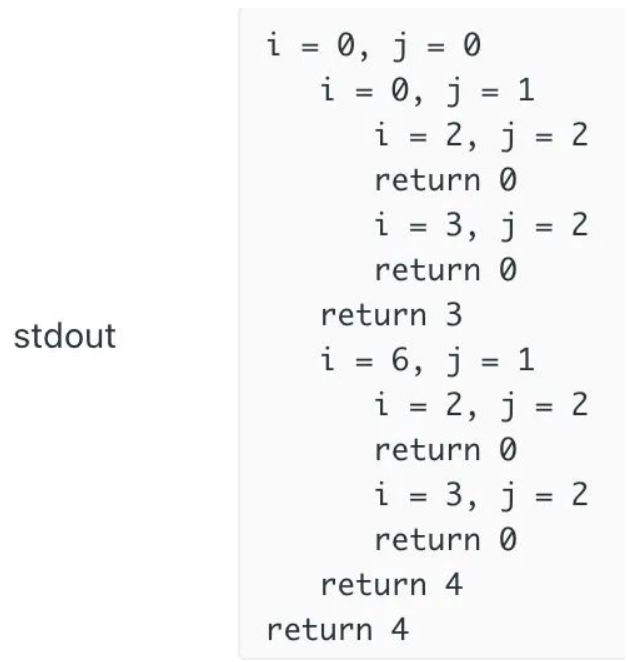 stdout
i = 0, j = 0
i = 0, j = 1
i = 2, j = 2
return 0
i = 3, j = 2
return 0
return 3
i = 6, j = 1
i = 2, j = 2
return 0
i = 3, j = 2
return 0
return 4
return 4